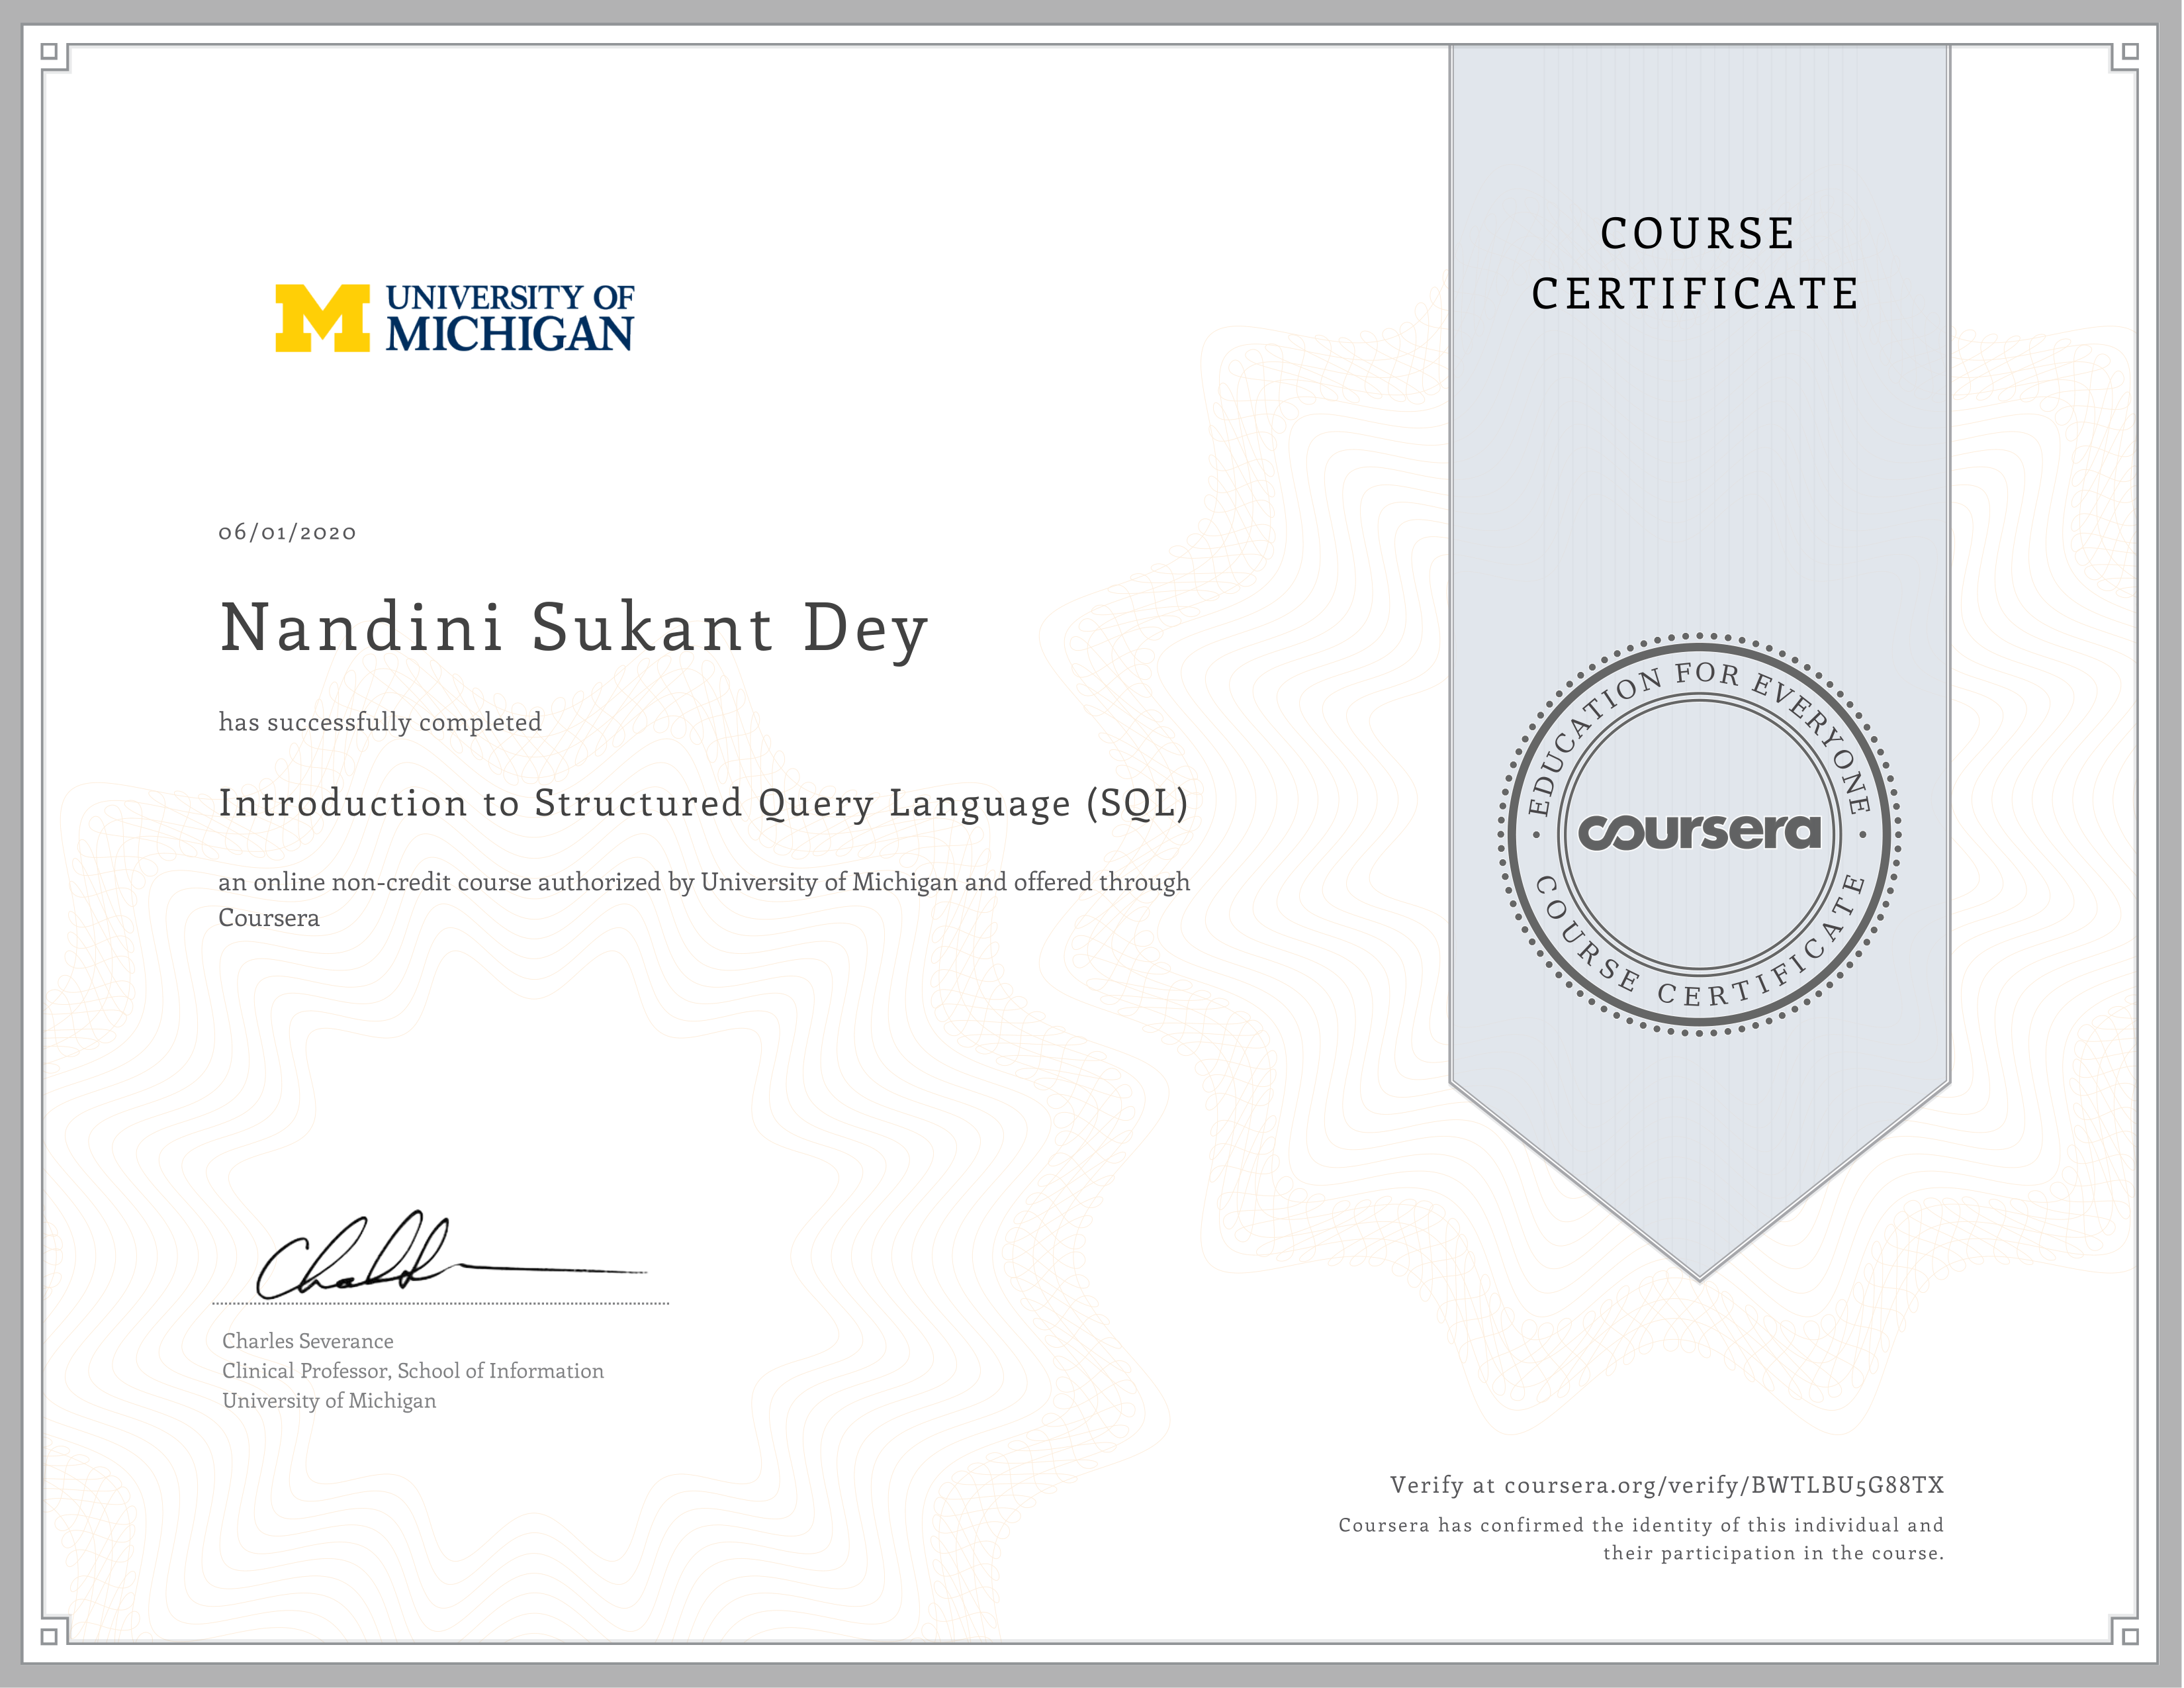 UNIVERSITY OF
MICHIGAN
COURSE
CERTIFICATE
06/01/2020
Nandini Sukant Dey
has successfully completed
Introduction to Structured Query Language (SQL)
an online non-credit course authorized by University of Michigan and offered through
Coursera
EDUCATION FOR EVERYONE
coursera
COURSE CERTIFICATE
Charles Severance
Clinical Professor, School of Information
University of Michigan
Verify at coursera.org/verify/BWTLBU5G88TX
Coursera has confirmed the identity of this individual and
their participation in the course.